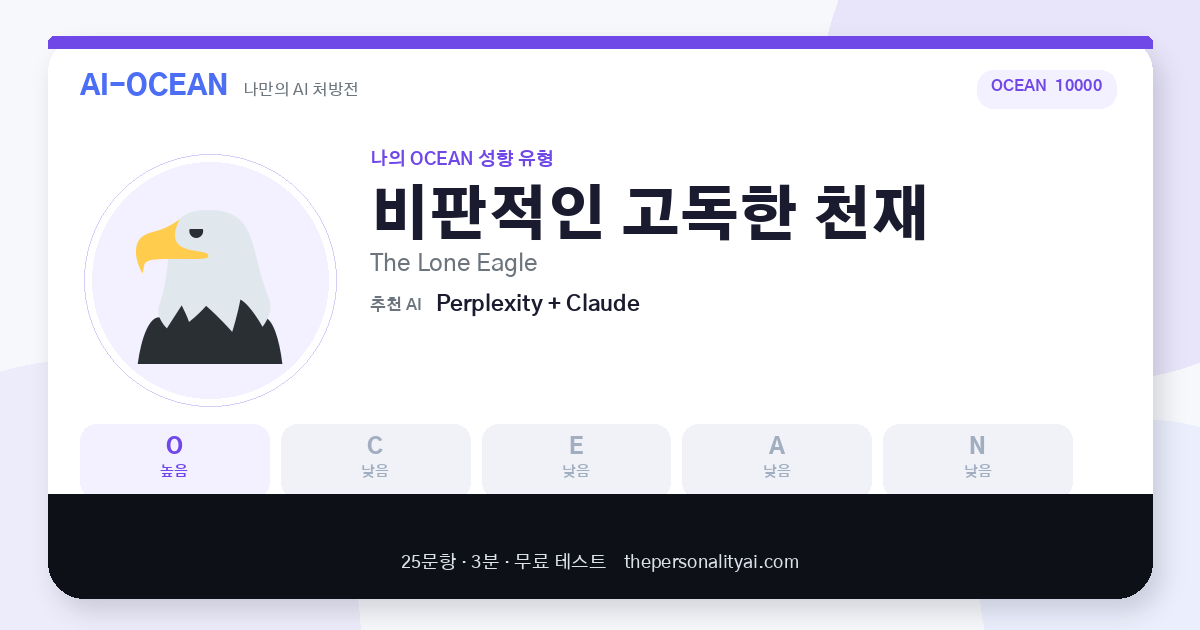 AI-OCEAN 나만의 AI 처방전
OCEAN 10000
나의 OCEAN 성향 유형
비판적인 고독한 천재
The Lone Eagle
추천 AI Perplexity + Claude
O
높음
C
낮음
E
낮음
A
낮음
N
낮음
25문항 · 3분 · 무료 테스트 thepersonalityai.com